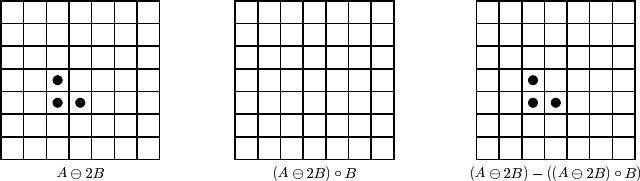 A ⊖ 2B
(A ⊖ 2B) ∘ B
(A ⊖ 2B) − ((A ⊖ 2B) ∘ B)